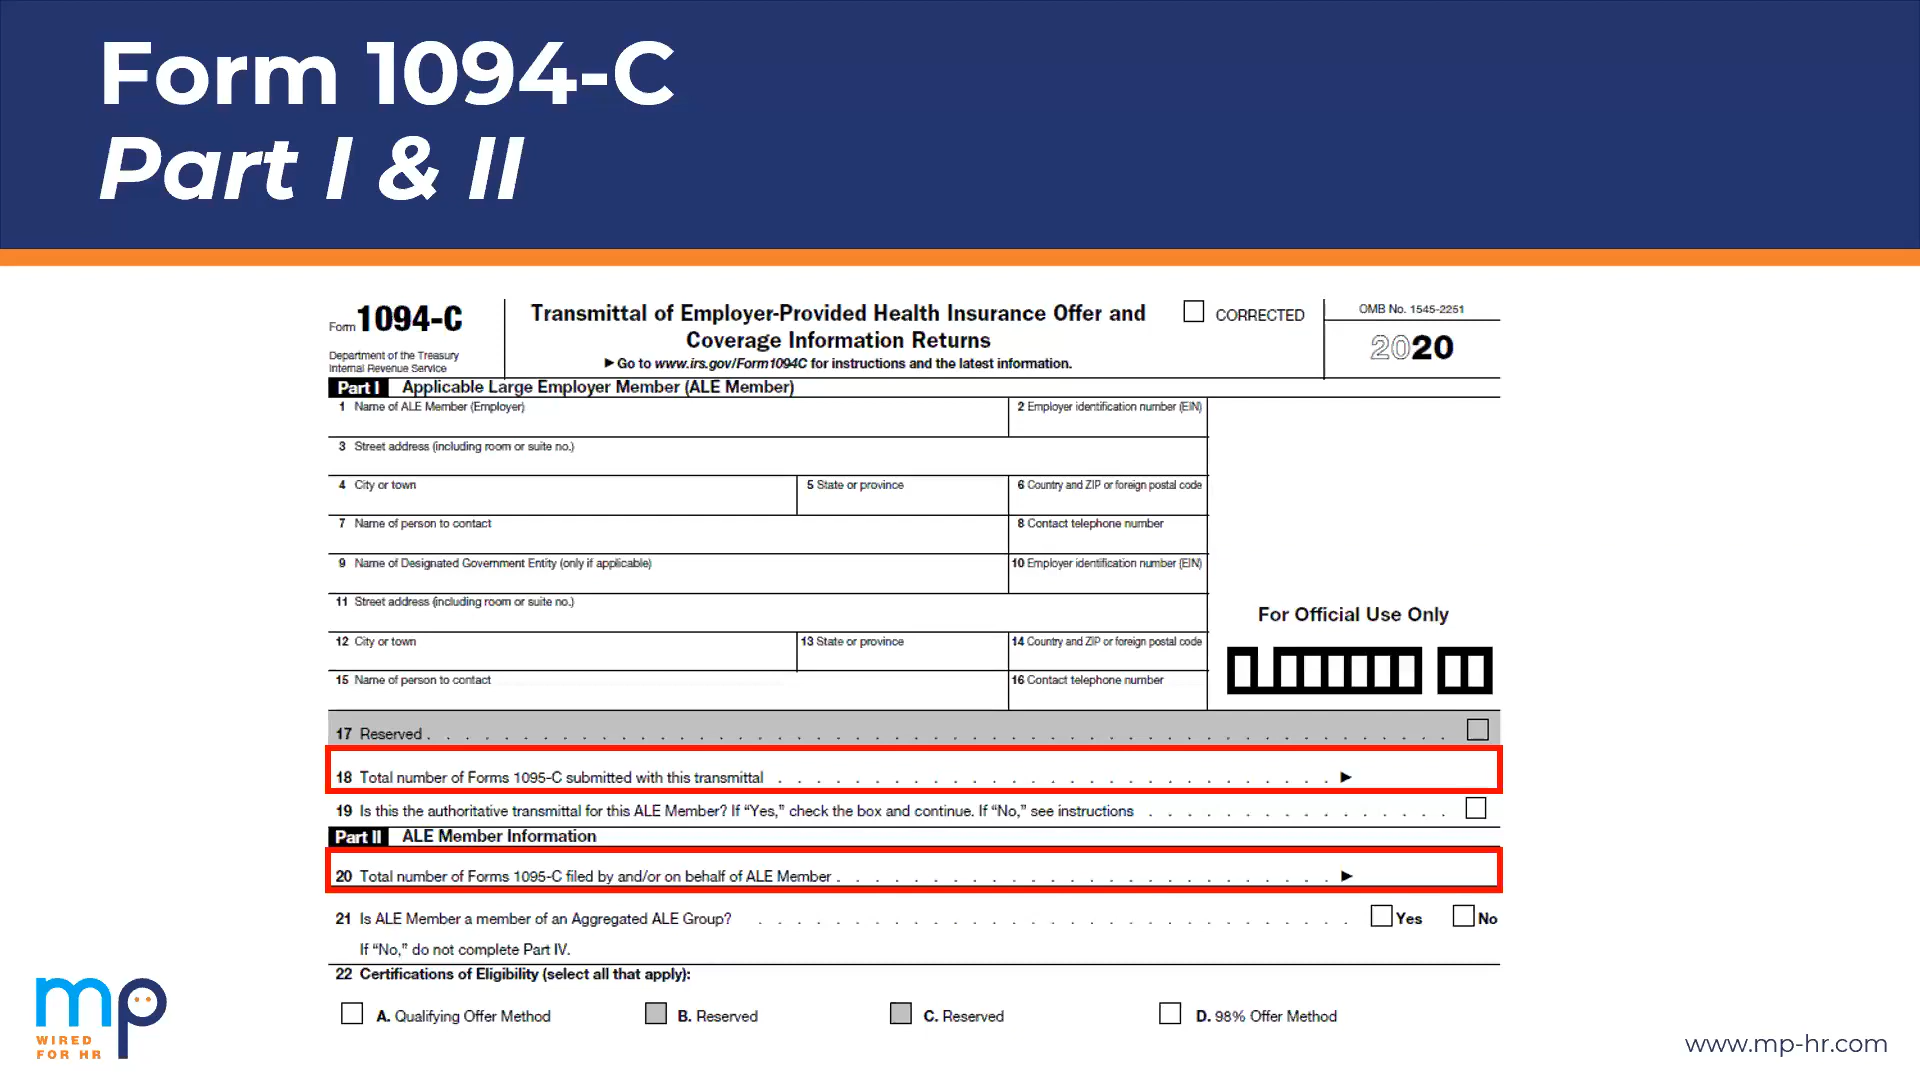 Form 1094-C
Part I & II
Form 1094-C
Department of the Treasury
Internal Revenue Service
Transmittal of Employer-Provided Health Insurance Offer and
Coverage Information Returns
▶ Go to www.irs.gov/Form1094C for instructions and the latest information.
CORRECTED
OMB No. 1545-2251
2020
Part I Applicable Large Employer Member (ALE Member)
1 Name of ALE Member (Employer)
2 Employer identification number (EIN)
3 Street address (including room or suite no.)
4 City or town
5 State or province
6 Country and ZIP or foreign postal code
7 Name of person to contact
8 Contact telephone number
9 Name of Designated Government Entity (only if applicable)
10 Employer identification number (EIN)
11 Street address (including room or suite no.)
12 City or town
13 State or province
14 Country and ZIP or foreign postal code
15 Name of person to contact
16 Contact telephone number
For Official Use Only
17 Reserved
18 Total number of Forms 1095-C submitted with this transmittal ▶
19 Is this the authoritative transmittal for this ALE Member? If “Yes,” check the box and continue. If “No,” see instructions
Part II ALE Member Information
20 Total number of Forms 1095-C filed by and/or on behalf of ALE Member ▶
21 Is ALE Member a member of an Aggregated ALE Group? Yes No
If “No,” do not complete Part IV.
22 Certifications of Eligibility (select all that apply):
A. Qualifying Offer Method
B. Reserved
C. Reserved
D. 98% Offer Method
mp
WIRED
FOR HR
www.mp-hr.com